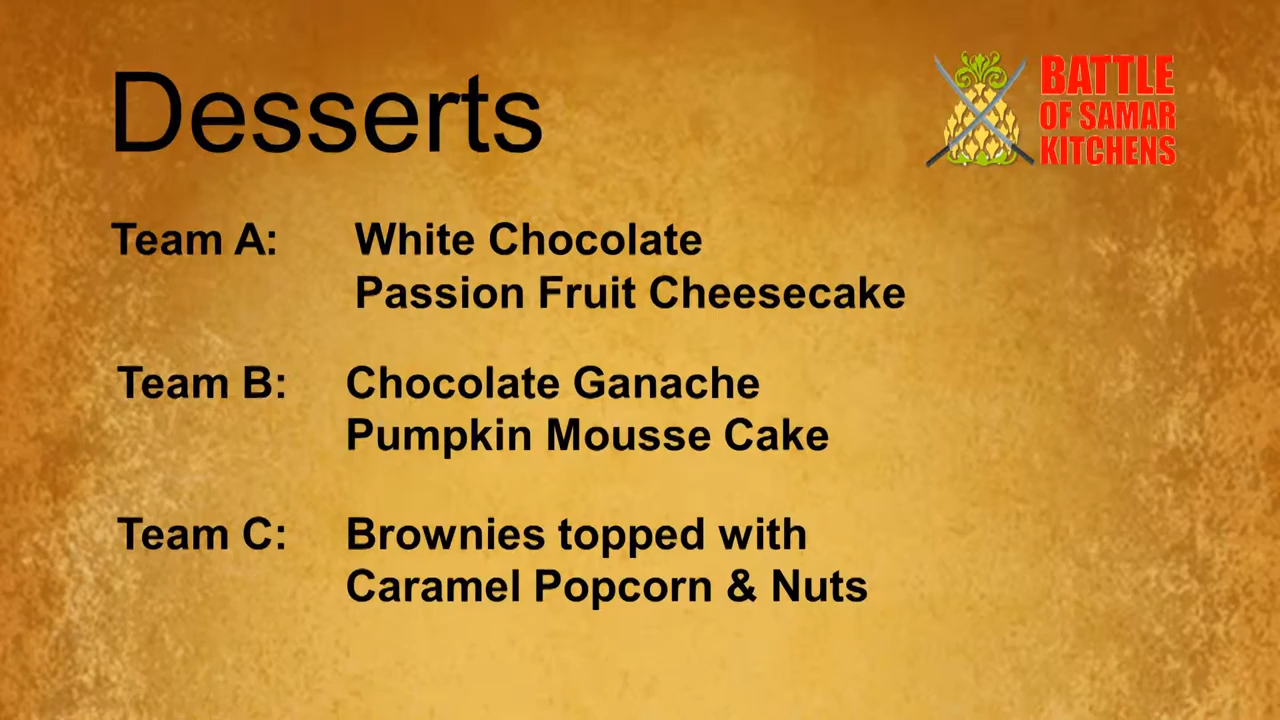 Desserts
BATTLE
OF SAMAR
KITCHENS
Team A: White Chocolate
Passion Fruit Cheesecake
Team B: Chocolate Ganache
Pumpkin Mousse Cake
Team C: Brownies topped with
Caramel Popcorn & Nuts